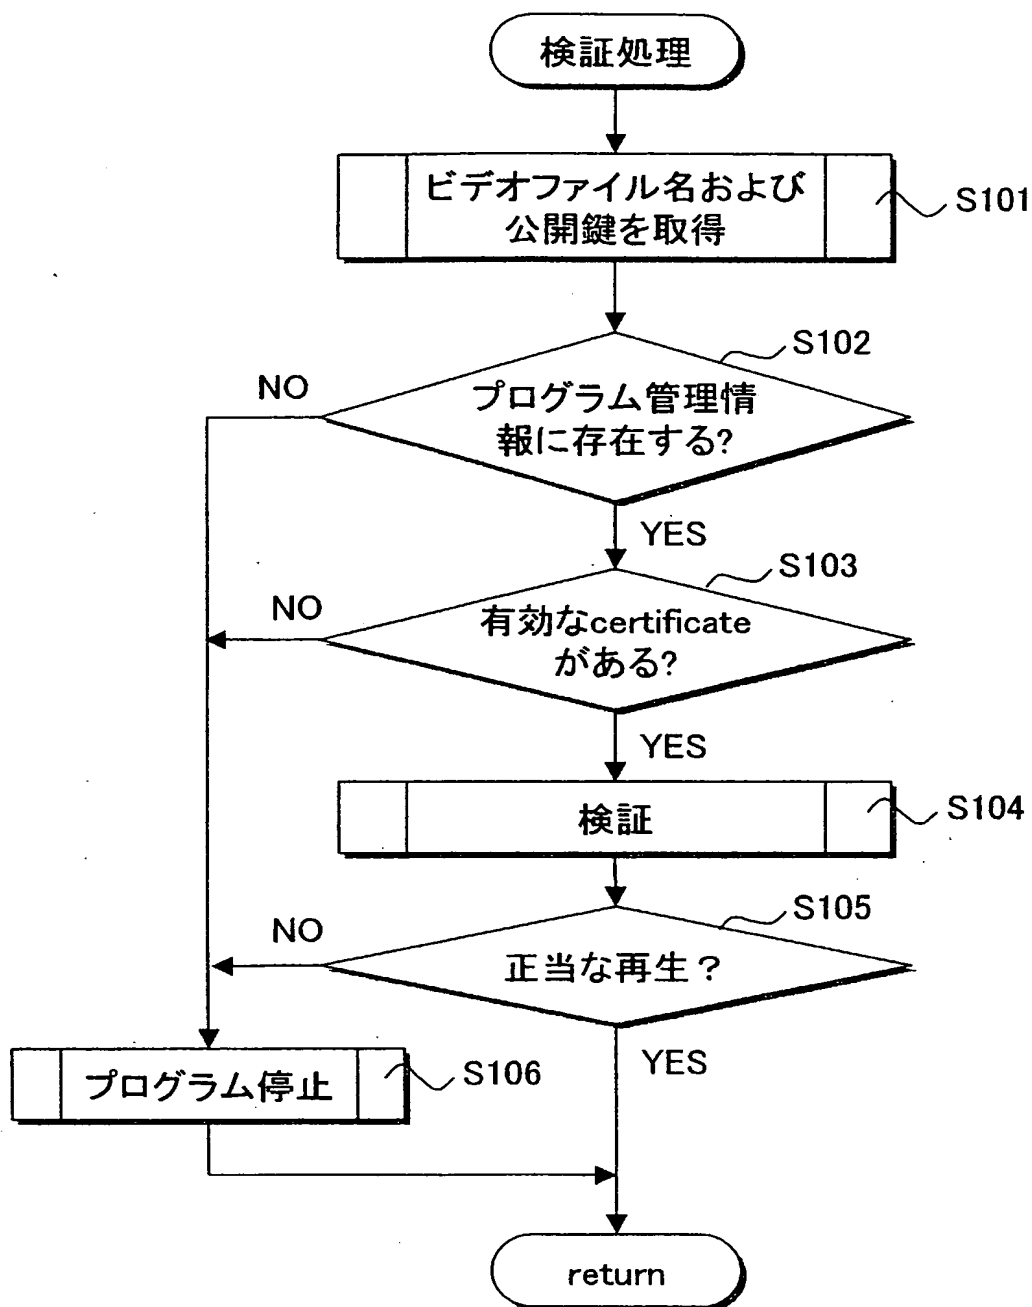 検証処理
ビデオファイル名および
公開鍵を取得
S101
S102
NO
プログラム管理情
報に存在する?
YES
S103
NO
有効なcertificate
がある?
YES
検証
S104
S105
NO
正当な再生？
YES
プログラム停止
S106
return